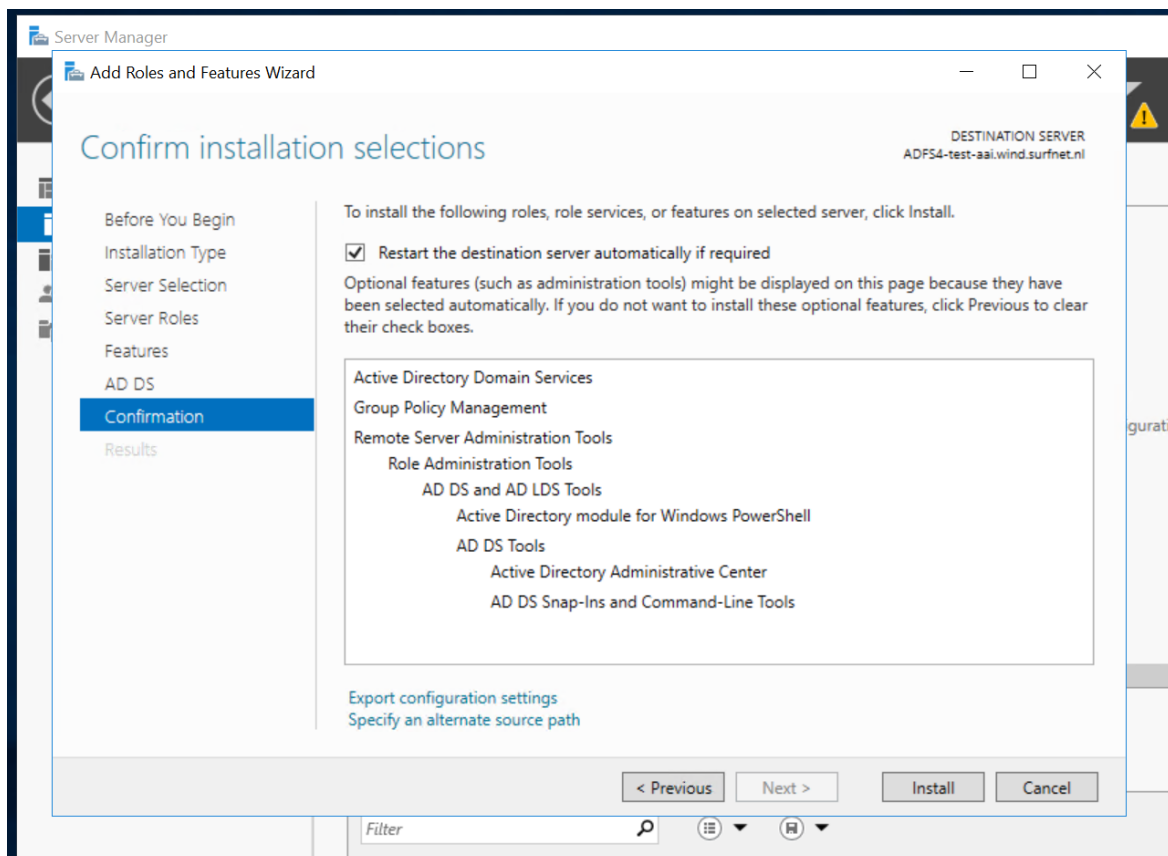 Server Manager
Add Roles and Features Wizard
Confirm installation selections
DESTINATION SERVER
ADFS4-test-aai.wind.surfnet.nl
Before You Begin
Installation Type
Server Selection
Server Roles
Features
AD DS
Confirmation
Results
To install the following roles, role services, or features on selected server, click Install.
Restart the destination server automatically if required
Optional features (such as administration tools) might be displayed on this page because they have
been selected automatically. If you do not want to install these optional features, click Previous to clear
their check boxes.
Active Directory Domain Services
Group Policy Management
Remote Server Administration Tools
Role Administration Tools
AD DS and AD LDS Tools
Active Directory module for Windows PowerShell
AD DS Tools
Active Directory Administrative Center
AD DS Snap-Ins and Command-Line Tools
Export configuration settings
Specify an alternate source path
< Previous
Next >
Install
Cancel
Filter